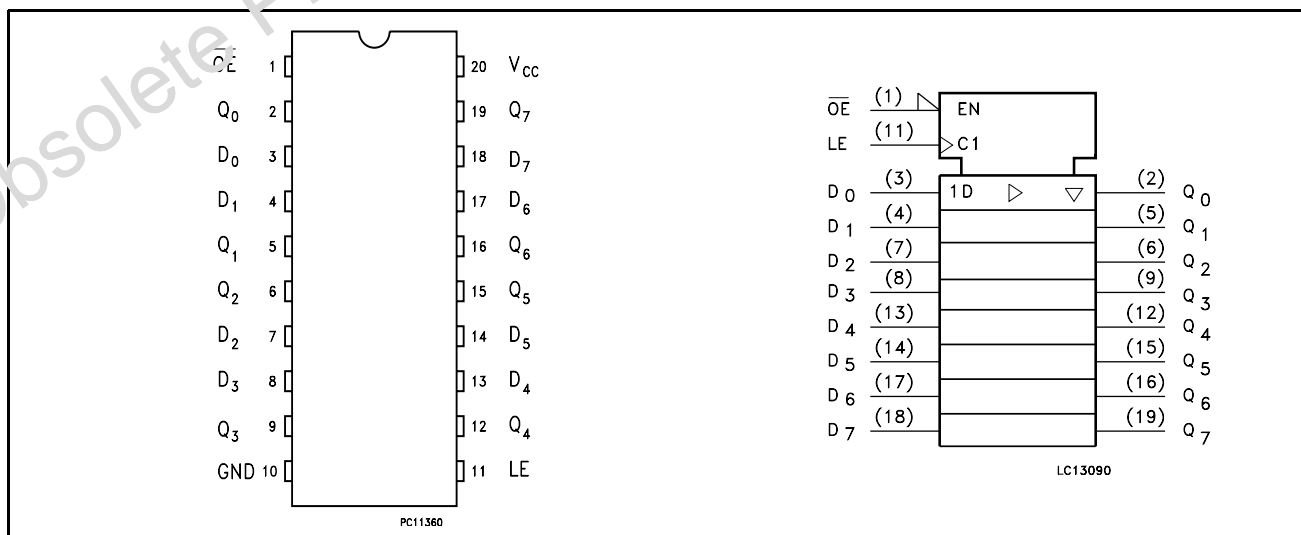 Obsolete P
OE 1 20 VCC
Q0 2 19 Q7
D0 3 18 D7
D1 4 17 D6
Q1 5 16 Q6
Q2 6 15 Q5
D2 7 14 D5
D3 8 13 D4
Q3 9 12 Q4
GND 10 11 LE
PC11360
OE (1) EN
LE (11) C1
D0 (3) 1D (2) Q0
D1 (4) (5) Q1
D2 (7) (6) Q2
D3 (8) (9) Q3
D4 (13) (12) Q4
D5 (14) (15) Q5
D6 (17) (16) Q6
D7 (18) (19) Q7
LC13090